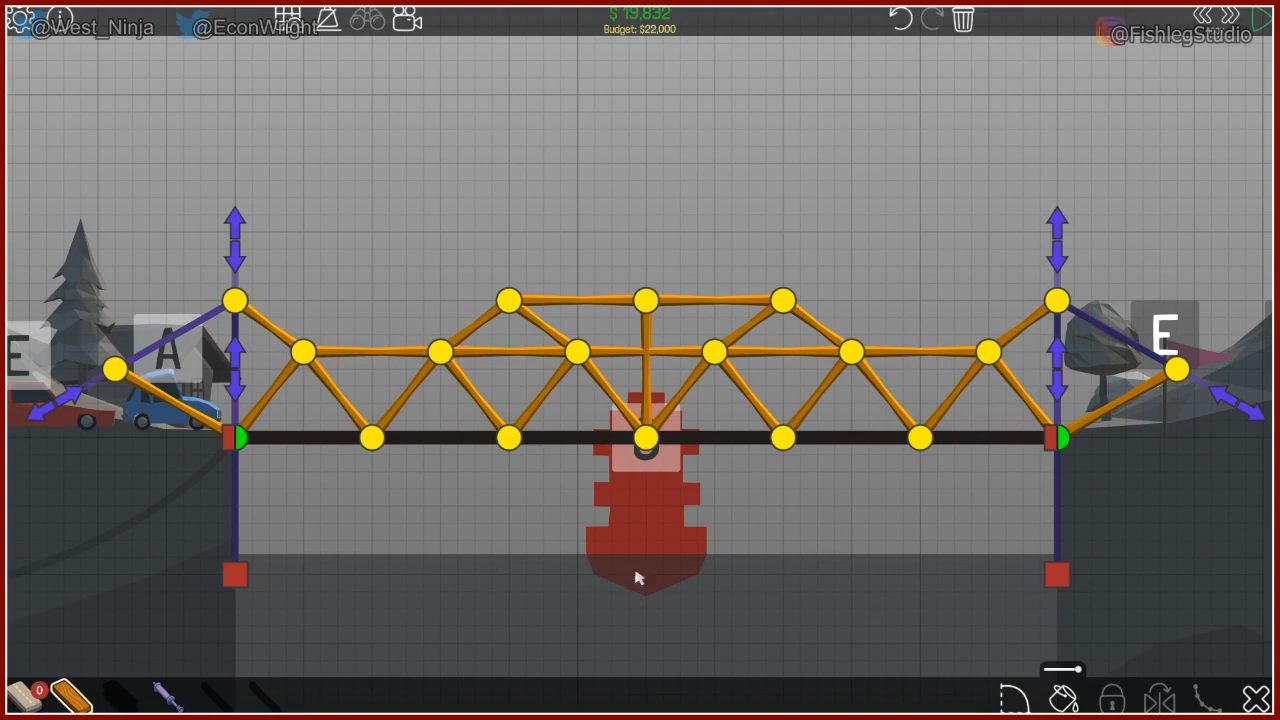 @West_Ninja
@EconWright
$ 19,832
Budget: $22,000
@FishlegStudio
E
A
E
0